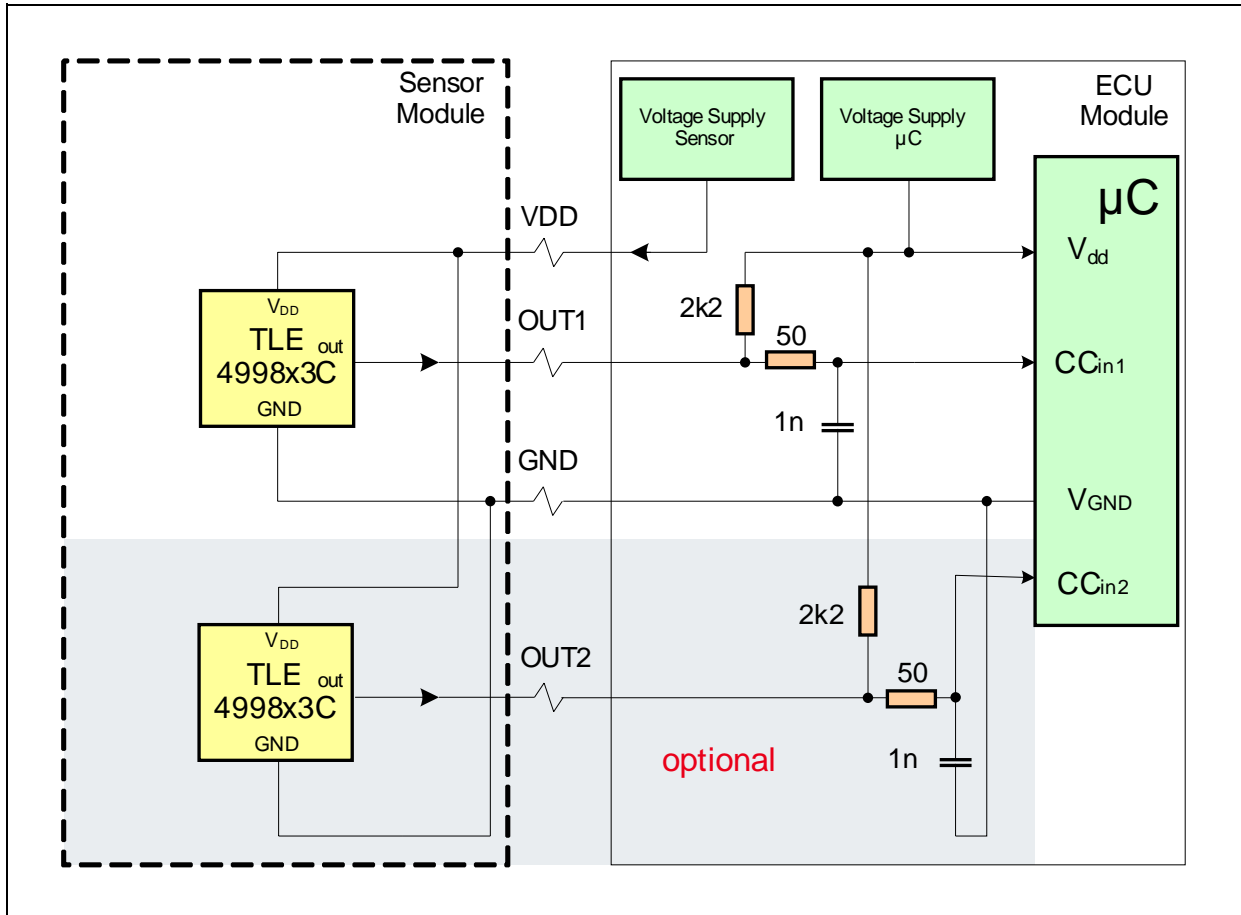 Sensor
Module
ECU
Module
Voltage Supply
Sensor
Voltage Supply
µC
µC
VDD
Vdd
2k2
VDD
TLE out
4998x3C
GND
OUT1
50
CCin1
1n
GND
VGND
CCin2
2k2
VDD
TLE out
4998x3C
GND
OUT2
50
1n
optional